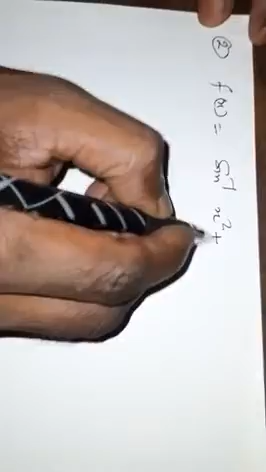 ② f(x) = sin⁻¹ x² +